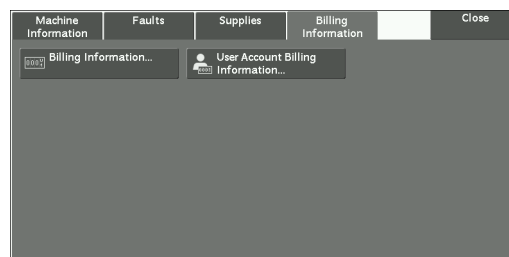 Machine Information
Faults
Supplies
Billing Information
Close
Billing Information...
User Account Billing
Information...